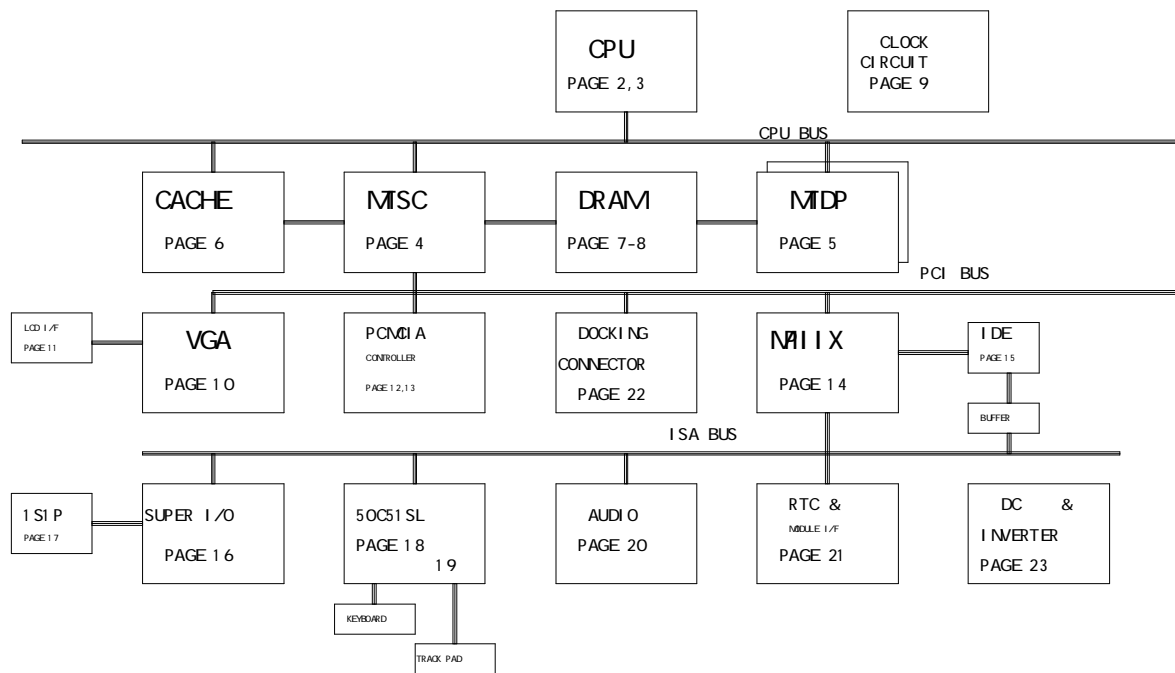 CPU
PAGE 2,3
CLOCK
CIRCUIT
PAGE 9
CPU BUS
CACHE
PAGE 6
MTSC
PAGE 4
DRAM
PAGE 7-8
MTDP
PAGE 5
PCI BUS
LCD I/F
PAGE 11
VGA
PAGE 10
PCMCIA
CONTROLLER
PAGE 12,13
DOCKING
CONNECTOR
PAGE 22
PAGE 14
IDE
PAGE 15
BUFFER
ISA BUS
1S1P
PAGE 17
SUPER I/O
PAGE 16
50C51SL
PAGE 18
19
AUDIO
PAGE 20
RTC &
MODULE I/F
PAGE 21
DC &
INVERTER
PAGE 23
KEYBOARD
TRACK PAD